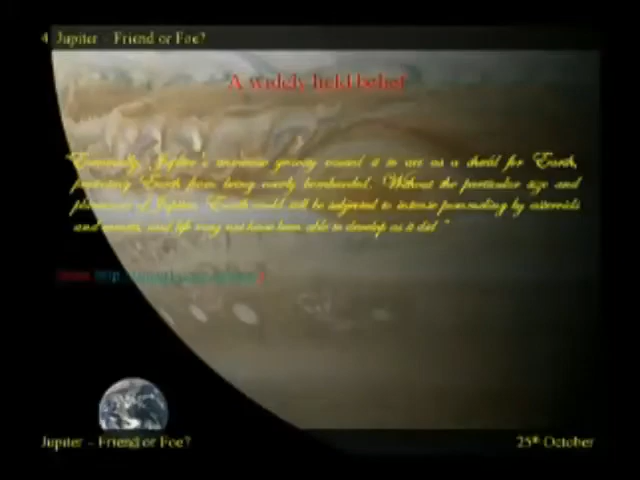 4 Jupiter – Friend or Foe?
A widely held belief
"Eventually, Jupiter's immense gravity caused it to act as a shield for Earth,
protecting Earth from being overly bombarded. Without the particular size and
of Jupiter, Earth could still be subjected to intense pummeling by asteroids
and comets, and life may not have been able to develop as it did."
Jupiter – Friend or Foe?
25th October